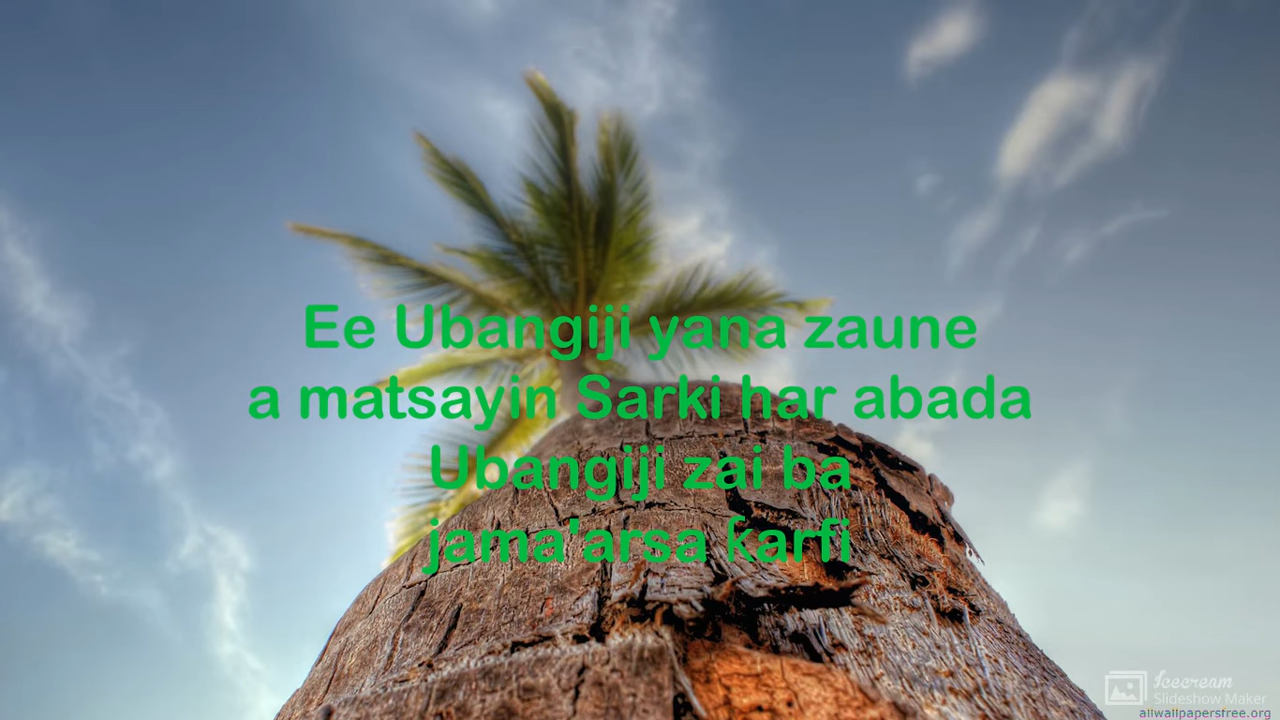 Ee Ubangiji yana zaune
a matsayin Sarki har abada
Ubangiji zai ba
jama'arsa ƙarfi
Icecream
Slideshow Maker
allwallpapersfree.org